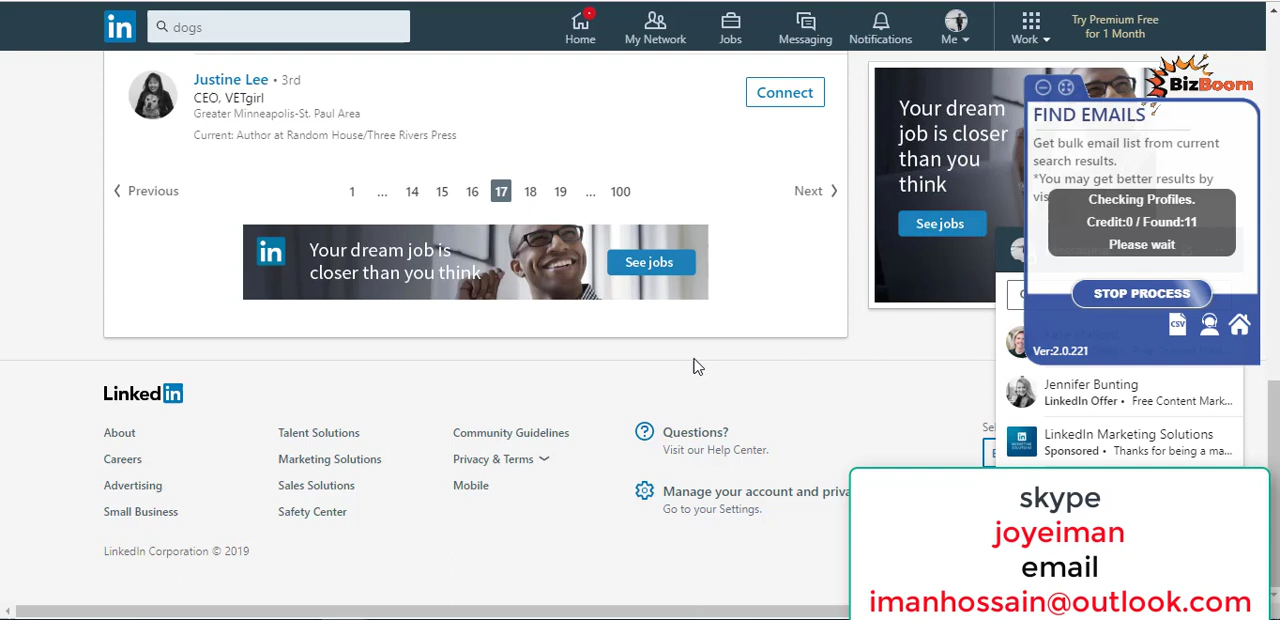 in
dogs
Home
My Network
Jobs
Messaging
Notifications
Me
Work
Try Premium Free
for 1 Month
Justine Lee • 3rd
CEO, VETgirl
Greater Minneapolis-St. Paul Area
Current: Author at Random House/Three Rivers Press
Connect
Previous
1 ... 14 15 16 17 18 19 ... 100
Next
in
Your dream job is
closer than you think
See jobs
Your dream
job is closer
than you
think
See jobs
BizBoom
FIND EMAILS
Get bulk email list from current
search results.
*You may get better results by
Checking Profiles.
Credit:0 / Found:11
Please wait
STOP PROCESS
CSV
Ver:2.0.221
Jennifer Bunting
LinkedIn Offer • Free Content Mark...
LinkedIn Marketing Solutions
Sponsored • Thanks for being a ma...
LinkedIn
About
Careers
Advertising
Small Business
Talent Solutions
Marketing Solutions
Sales Solutions
Safety Center
Community Guidelines
Privacy & Terms
Mobile
Questions?
Visit our Help Center.
Manage your account and priva
Go to your Settings.
LinkedIn Corporation © 2019
skype
joyeiman
email
imanhossain@outlook.com